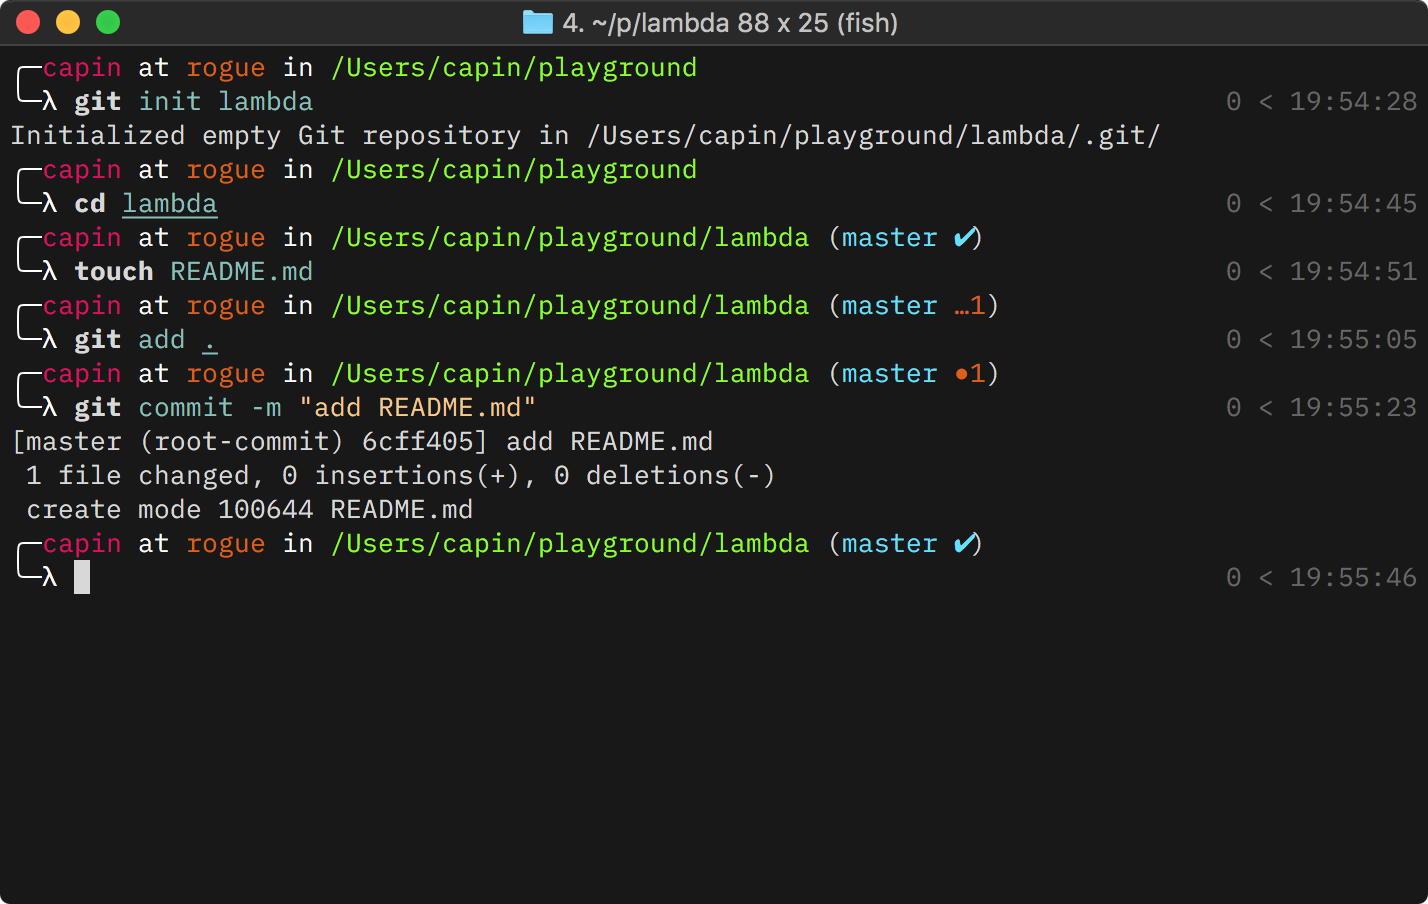 4. ~/p/lambda 88 x 25 (fish)
capin at rogue in /Users/capin/playground
λ git init lambda 0 < 19:54:28
Initialized empty Git repository in /Users/capin/playground/lambda/.git/
capin at rogue in /Users/capin/playground
λ cd lambda 0 < 19:54:45
capin at rogue in /Users/capin/playground/lambda (master ✔)
λ touch README.md 0 < 19:54:51
capin at rogue in /Users/capin/playground/lambda (master …1)
λ git add . 0 < 19:55:05
capin at rogue in /Users/capin/playground/lambda (master ●1)
λ git commit -m "add README.md" 0 < 19:55:23
[master (root-commit) 6cff405] add README.md
1 file changed, 0 insertions(+), 0 deletions(-)
create mode 100644 README.md
capin at rogue in /Users/capin/playground/lambda (master ✔)
λ 0 < 19:55:46